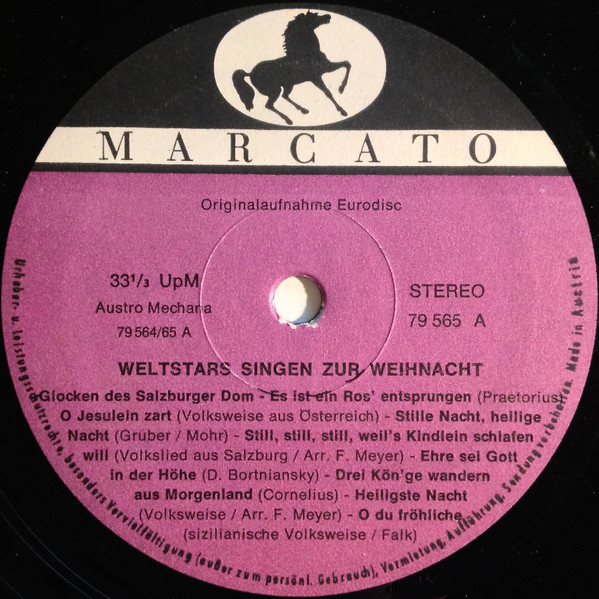 MARCATO
Originalaufnahme Eurodisc
33¹/₃ UpM
Austro Mechana
79 564/65 A
STEREO
79 565 A
WELTSTARS SINGEN ZUR WEIHNACHT
Glocken des Salzburger Dom - Es ist ein Ros' entsprungen (Praetorius)
O Jesulein zart (Volksweise aus Österreich) - Stille Nacht, heilige
Nacht (Gruber / Mohr) - Still, still, still, weil's Kindlein schlafen
will (Volkslied aus Salzburg / Arr. F. Meyer) - Ehre sei Gott
in der Höhe (D. Bortniansky) - Drei Kön'ge wandern
aus Morgenland (Cornelius) - Heiligste Nacht
(Volksweise / Arr. F. Meyer) - O du fröhliche
(sizilianische Volksweise / Falk)
Urheber- u. Leistungsschutzrechte, besonders Vervielfältigung (außer zum persönl. Gebrauch), Vermietung, Aufführung, Sendung vorbehalten. Made in Austria